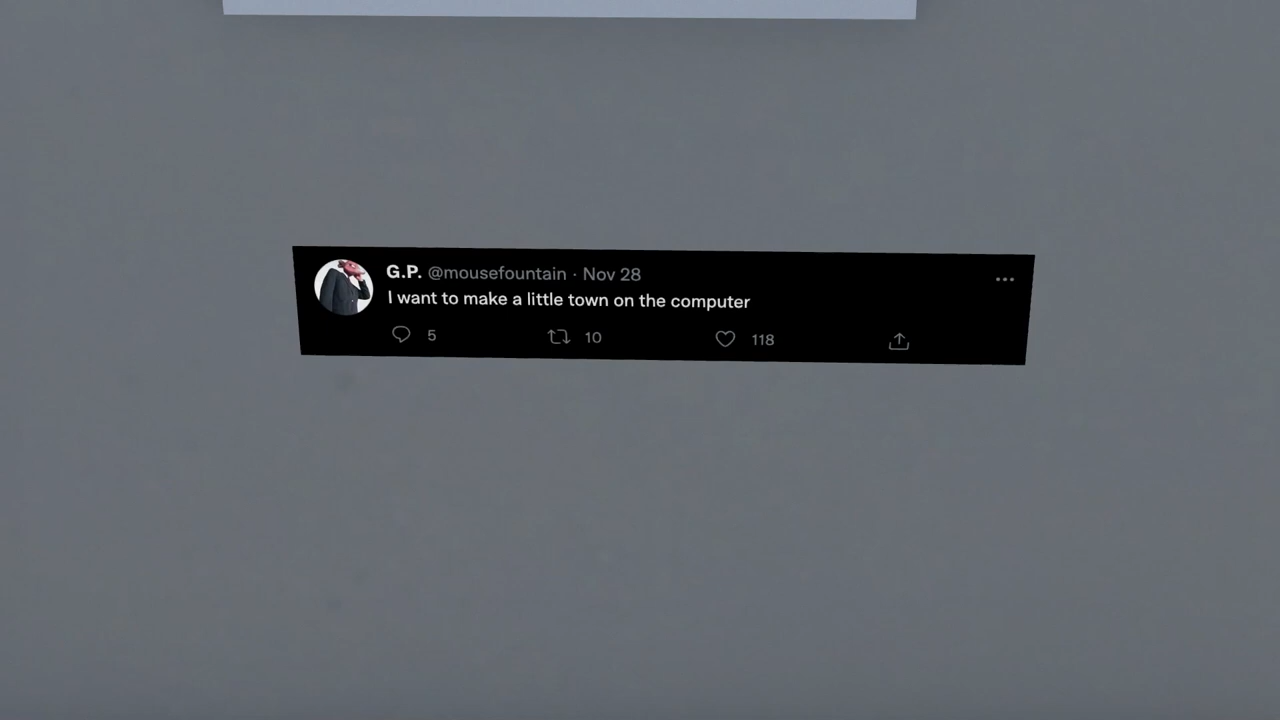 G.P. @mousefountain · Nov 28
I want to make a little town on the computer
5 10 118